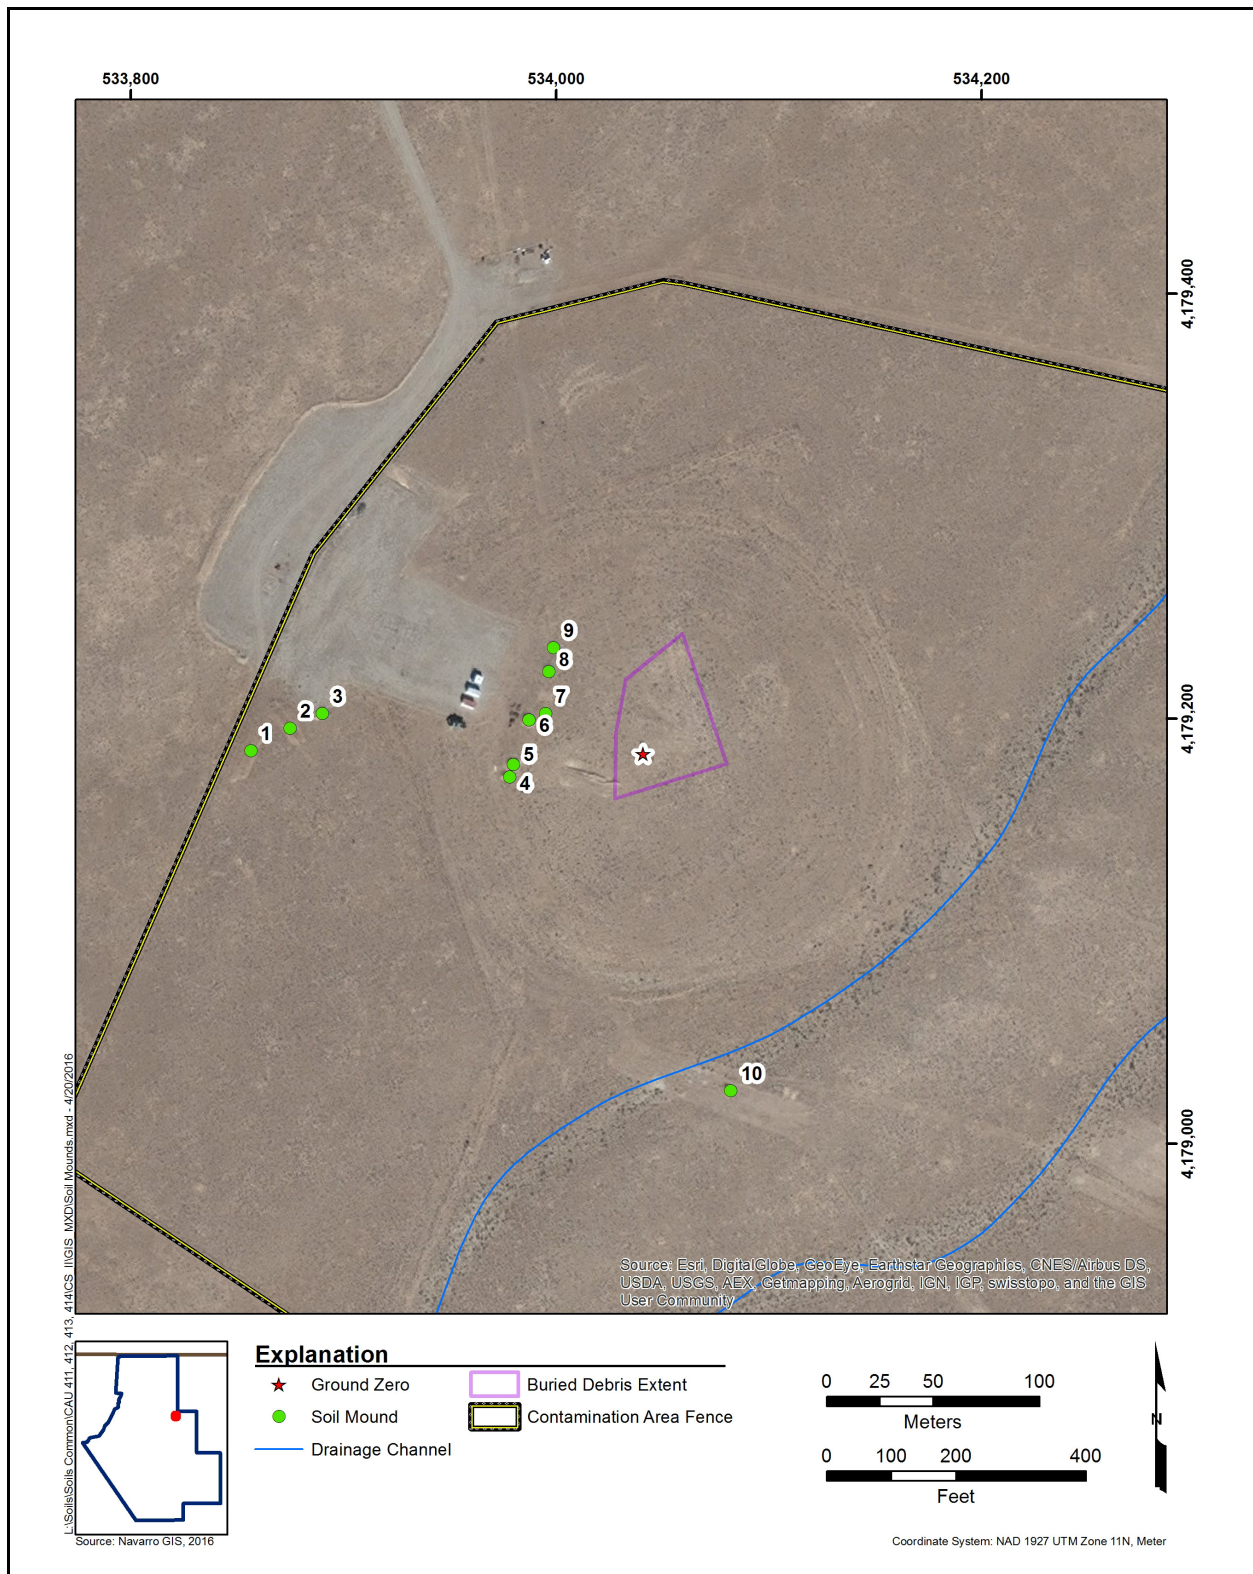 533,800
534,000
534,200
4,179,400
4,179,200
4,179,000
9
8
7
6
5
4
3
2
1
10
Source: Esri, DigitalGlobe, GeoEye, Earthstar Geographics, CNES/Airbus DS,
USDA, USGS, AEX, Getmapping, Aerogrid, IGN, IGP, swisstopo, and the GIS
User Community
L:\Soils\Soils Common\CAU 411, 412, 413, 414\CS II\GIS MXD\Soil Mounds.mxd - 4/20/2016
Explanation
Ground Zero
Buried Debris Extent
Soil Mound
Contamination Area Fence
Drainage Channel
0 25 50 100
Meters
0 100 200 400
Feet
N
Source: Navarro GIS, 2016
Coordinate System: NAD 1927 UTM Zone 11N, Meter